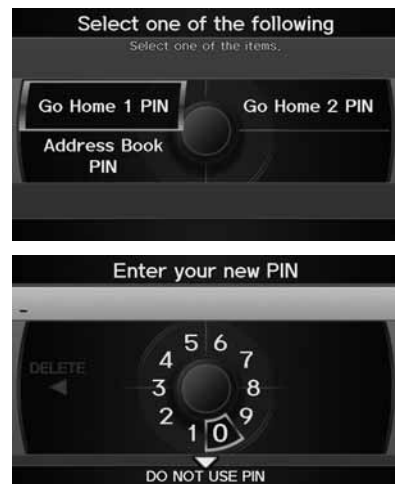 Select one of the following
Select one of the items.
Go Home 1 PIN
Go Home 2 PIN
Address Book
PIN
Enter your new PIN
-
DELETE
5 6
4 7
3 8
2 9
1 0
DO NOT USE PIN